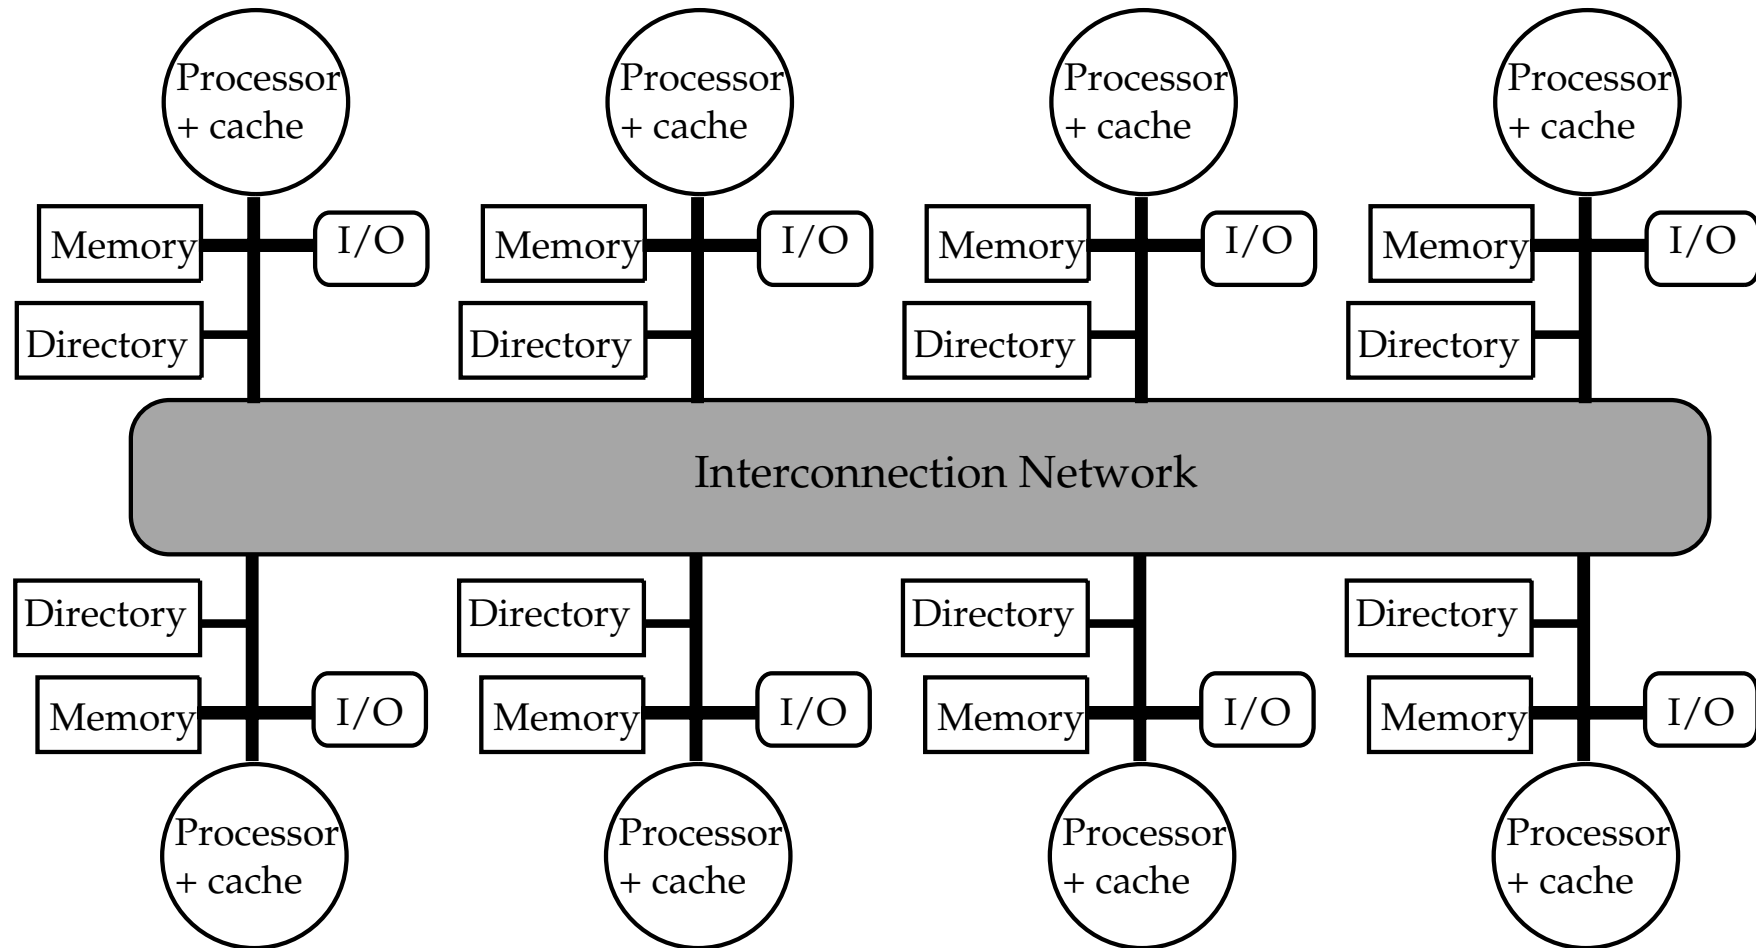 Processor
+ cache
Processor
+ cache
Processor
+ cache
Processor
+ cache
Memory
I/O
Memory
I/O
Memory
I/O
Memory
I/O
Directory
Directory
Directory
Directory
Interconnection Network
Directory
Directory
Directory
Directory
Memory
I/O
Memory
I/O
Memory
I/O
Memory
I/O
Processor
+ cache
Processor
+ cache
Processor
+ cache
Processor
+ cache